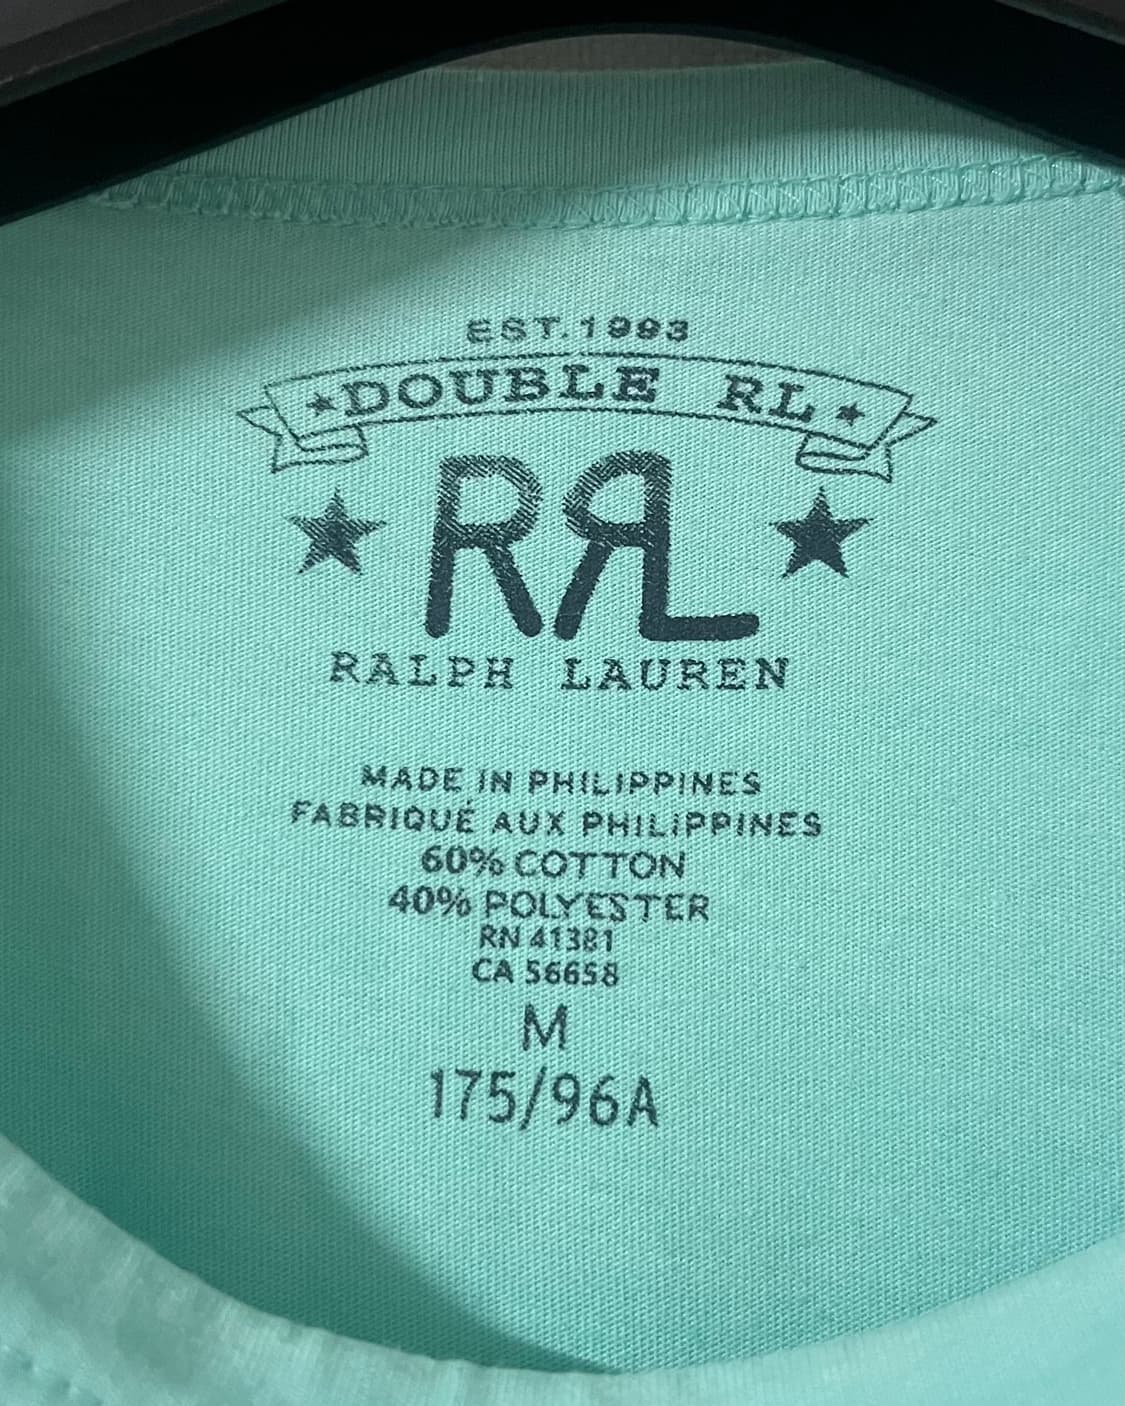 EST.1993
★DOUBLE RL★
RRL
RALPH LAUREN
MADE IN PHILIPPINES
FABRIQUÉ AUX PHILIPPINES
60% COTTON
40% POLYESTER
RN 41381
CA 56658
M
175/96A